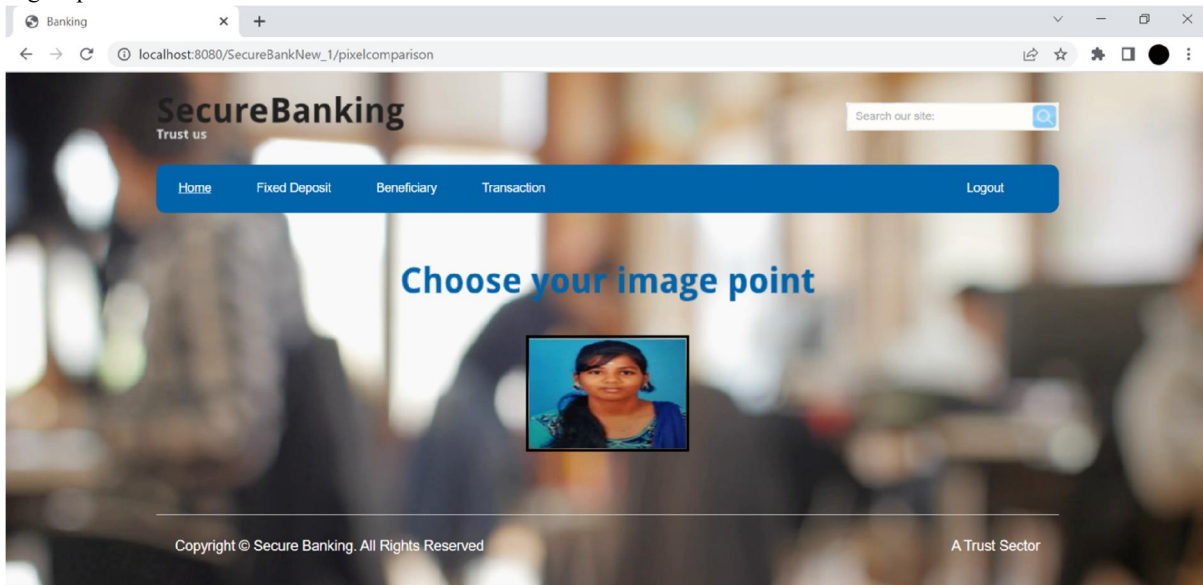 Banking
localhost:8080/SecureBankNew_1/pixelcomparison
SecureBanking
Trust us
Search our site:
Home Fixed Deposit Beneficiary Transaction Logout
Choose your image point
Copyright © Secure Banking. All Rights Reserved A Trust Sector